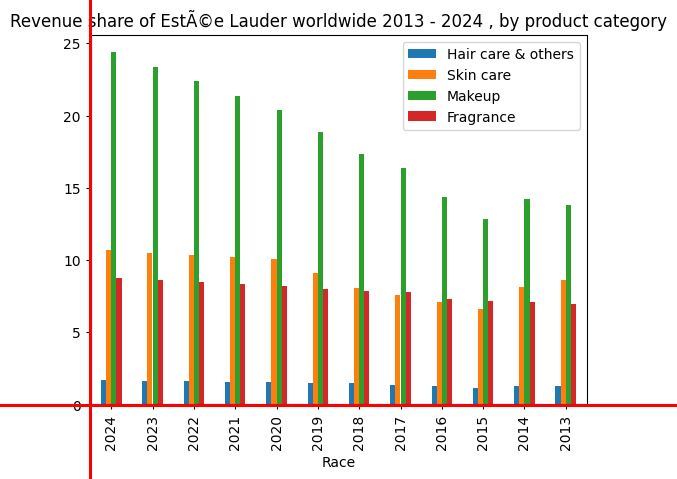 Revenue share of EstÃ©e Lauder worldwide 2013 - 2024 , by product category
Hair care & others
Skin care
Makeup
Fragrance
25
20
15
10
5
0
2024 2023 2022 2021 2020 2019 2018 2017 2016 2015 2014 2013
Race